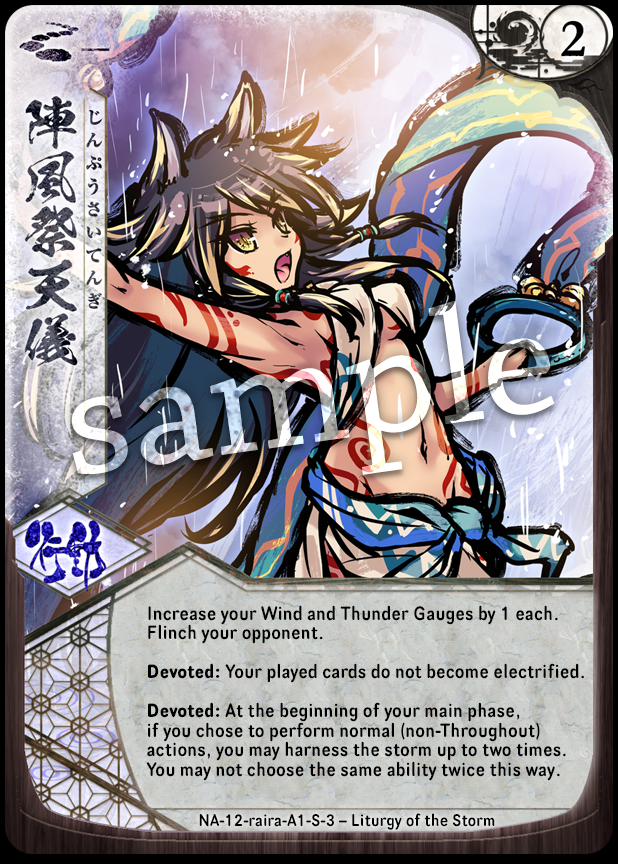 2
陣風祭天儀
じんぷうさいてんぎ
sample
行動
Increase your Wind and Thunder Gauges by 1 each.
Flinch your opponent.
Devoted: Your played cards do not become electrified.
Devoted: At the beginning of your main phase,
if you chose to perform normal (non-Throughout)
actions, you may harness the storm up to two times.
You may not choose the same ability twice this way.
NA-12-raira-A1-S-3 – Liturgy of the Storm